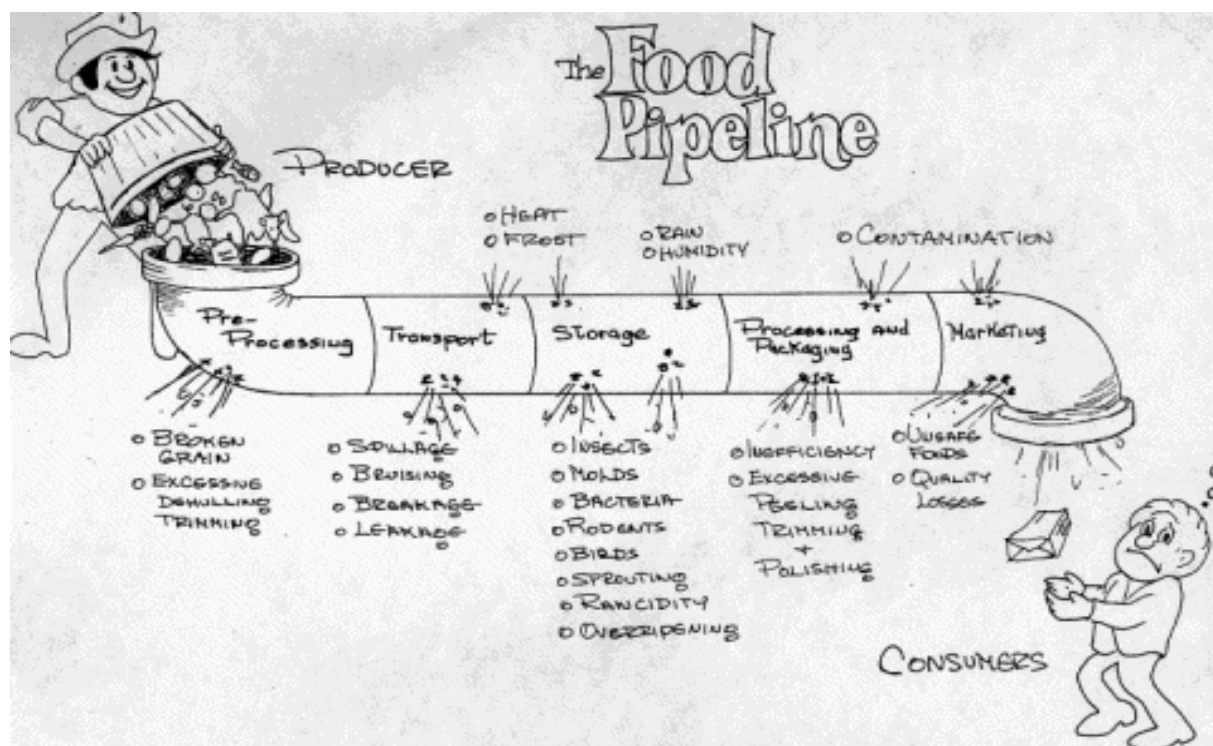 The Food
Pipeline
PRODUCER
o HEAT
o FROST
o RAIN
o HUMIDITY
o CONTAMINATION
Pre-
Processing
Transport
Storage
Processing and
Packaging
Marketing
o BROKEN
GRAIN
o EXCESSIVE
DEHULLING
TRIMMING
o SPILLAGE
o BRUISING
o BREAKAGE
o LEAKAGE
o INSECTS
o MOLDS
o BACTERIA
o RODENTS
o BIRDS
o SPROUTING
o RANCIDITY
o OVERRIPENING
o INEFFICIENCY
o EXCESSIVE
PEELING
TRIMMING
+
POLISHING
o UNSAFE
FOODS
o QUALITY
LOSSES
CONSUMERS